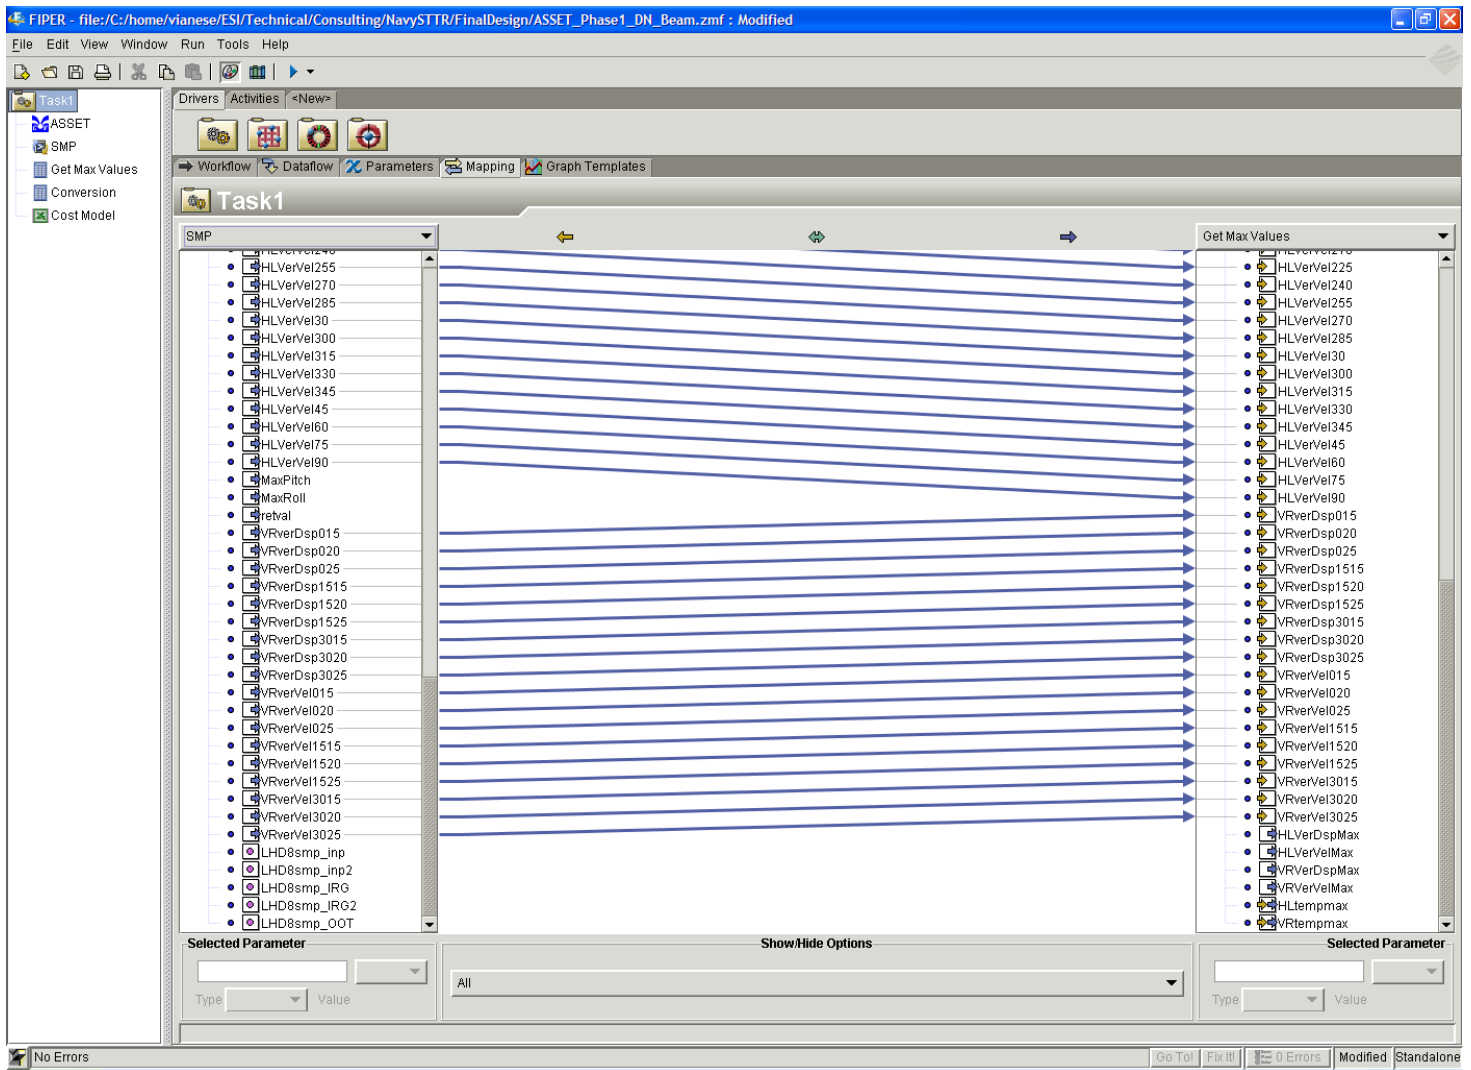 FIPER - file:/C:/home/vianese/ESI/Technical/Consulting/NavySTTR/FinalDesign/ASSET_Phase1_DN_Beam.zmf : Modified
File Edit View Window Run Tools Help
Task1
ASSET
SMP
Get Max Values
Conversion
Cost Model
Drivers Activities <New>
Workflow Dataflow Parameters Mapping Graph Templates
Task1
SMP
HLVerVel240
HLVerVel255
HLVerVel270
HLVerVel285
HLVerVel30
HLVerVel300
HLVerVel315
HLVerVel330
HLVerVel345
HLVerVel45
HLVerVel60
HLVerVel75
HLVerVel90
MaxPitch
MaxRoll
retval
VRverDsp015
VRverDsp020
VRverDsp025
VRverDsp1515
VRverDsp1520
VRverDsp1525
VRverDsp3015
VRverDsp3020
VRverDsp3025
VRverVel015
VRverVel020
VRverVel025
VRverVel1515
VRverVel1520
VRverVel1525
VRverVel3015
VRverVel3020
VRverVel3025
LHD8smp_inp
LHD8smp_inp2
LHD8smp_IRG
LHD8smp_IRG2
LHD8smp_OOT
Get Max Values
HLVerVel210
HLVerVel225
HLVerVel240
HLVerVel255
HLVerVel270
HLVerVel285
HLVerVel30
HLVerVel300
HLVerVel315
HLVerVel330
HLVerVel345
HLVerVel45
HLVerVel60
HLVerVel75
HLVerVel90
VRverDsp015
VRverDsp020
VRverDsp025
VRverDsp1515
VRverDsp1520
VRverDsp1525
VRverDsp3015
VRverDsp3020
VRverDsp3025
VRverVel015
VRverVel020
VRverVel025
VRverVel1515
VRverVel1520
VRverVel1525
VRverVel3015
VRverVel3020
VRverVel3025
HLVerDspMax
HLVerVelMax
VRVerDspMax
VRVerVelMax
HLtempmax
VRtempmax
Selected Parameter
Type Value
Show/Hide Options
All
Selected Parameter
Type Value
No Errors
Go To! Fix It! 0 Errors Modified Standalone